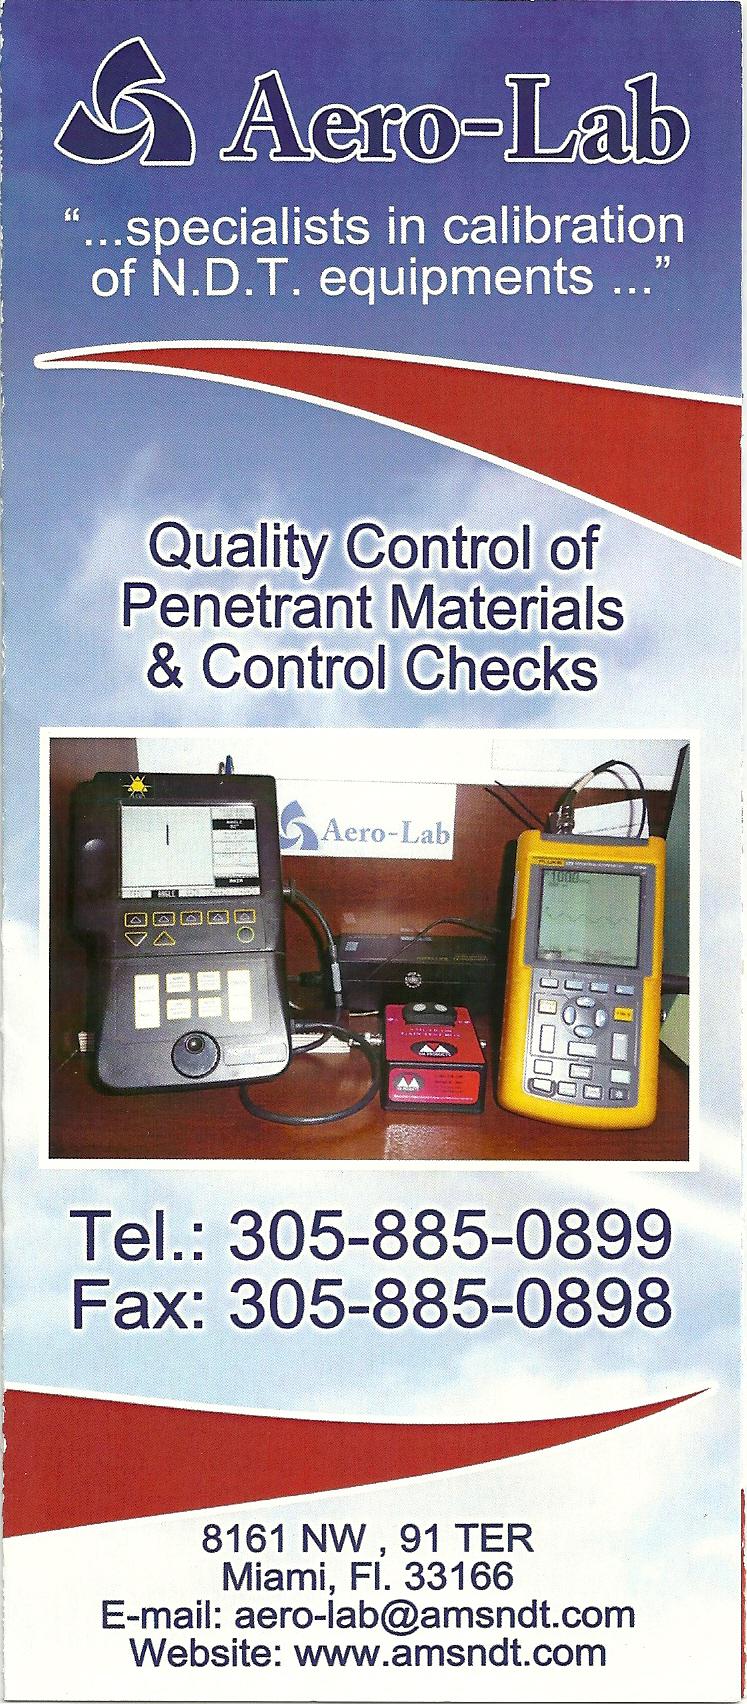 Aero-Lab
“...specialists in calibration
of N.D.T. equipments ...”
Quality Control of
Penetrant Materials
& Control Checks
Aero-Lab
ANGLE
FLUKE
Tel.: 305-885-0899
Fax: 305-885-0898
8161 NW , 91 TER
Miami, Fl. 33166
E-mail: aero-lab@amsndt.com
Website: www.amsndt.com